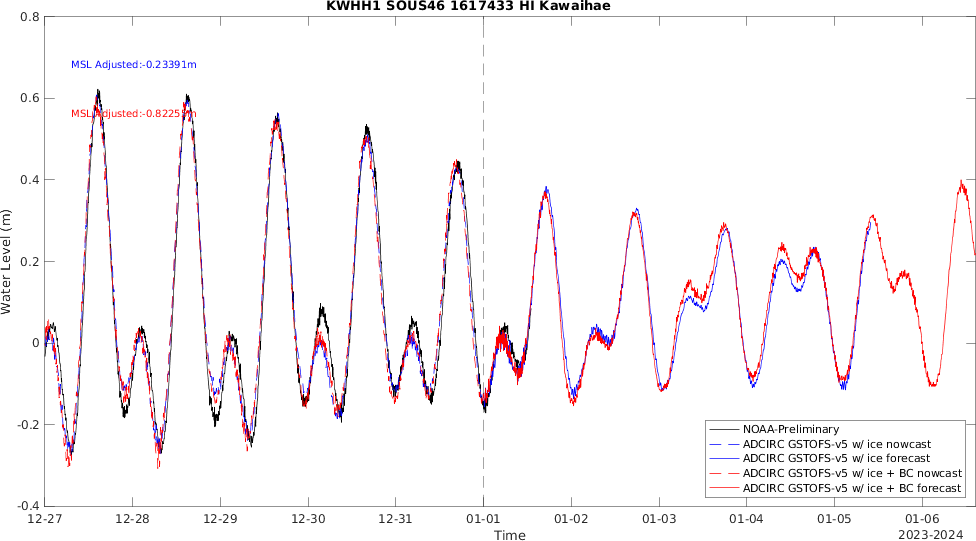 KWHH1 SOUS46 1617433 HI Kawaihae
0.8
0.6
0.4
0.2
0
-0.2
-0.4
Water Level (m)
MSL Adjusted:-0.23391m
NOAA-Preliminary
ADCIRC GSTOFS-v5 w/ ice nowcast
ADCIRC GSTOFS-v5 w/ ice forecast
ADCIRC GSTOFS-v5 w/ ice + BC nowcast
ADCIRC GSTOFS-v5 w/ ice + BC forecast
12-27
12-28
12-29
12-30
12-31
01-01
01-02
01-03
01-04
01-05
01-06
Time
2023-2024